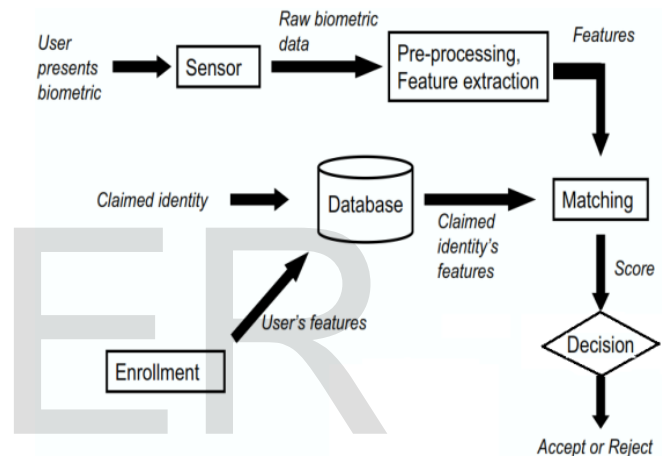 User
presents
biometric
Sensor
Raw biometric
data
Pre-processing,
Feature extraction
Features
Claimed identity
Database
Claimed
identity's
features
Matching
Score
User's features
Enrollment
Decision
Accept or Reject
ER